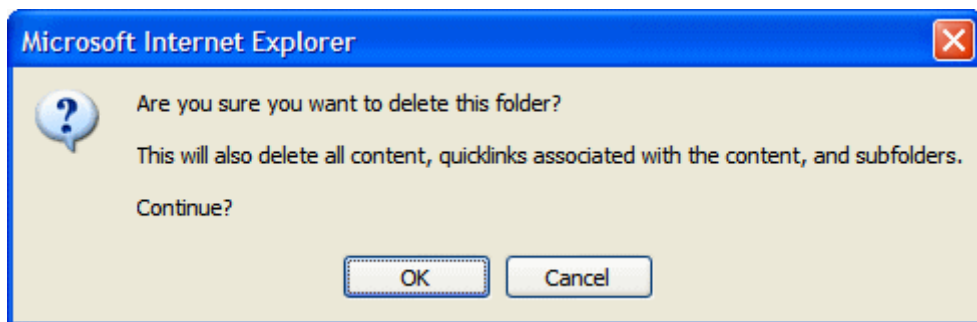 Microsoft Internet Explorer
Are you sure you want to delete this folder?
This will also delete all content, quicklinks associated with the content, and subfolders.
Continue?
OK
Cancel